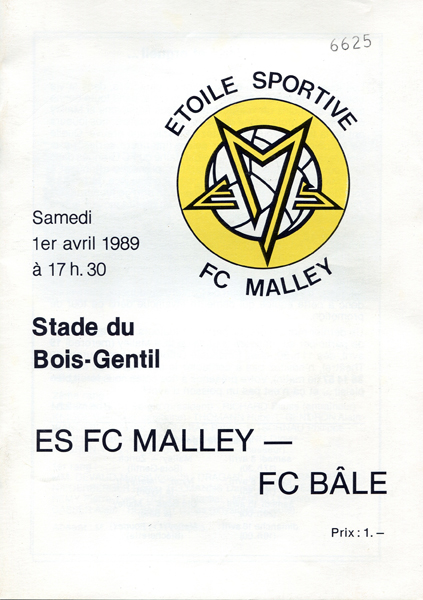 6625
ETOILE SPORTIVE
FC MALLEY
Samedi
1er avril 1989
à 17 h. 30
Stade du
Bois-Gentil
ES FC MALLEY —
FC BÂLE
Prix : 1. –